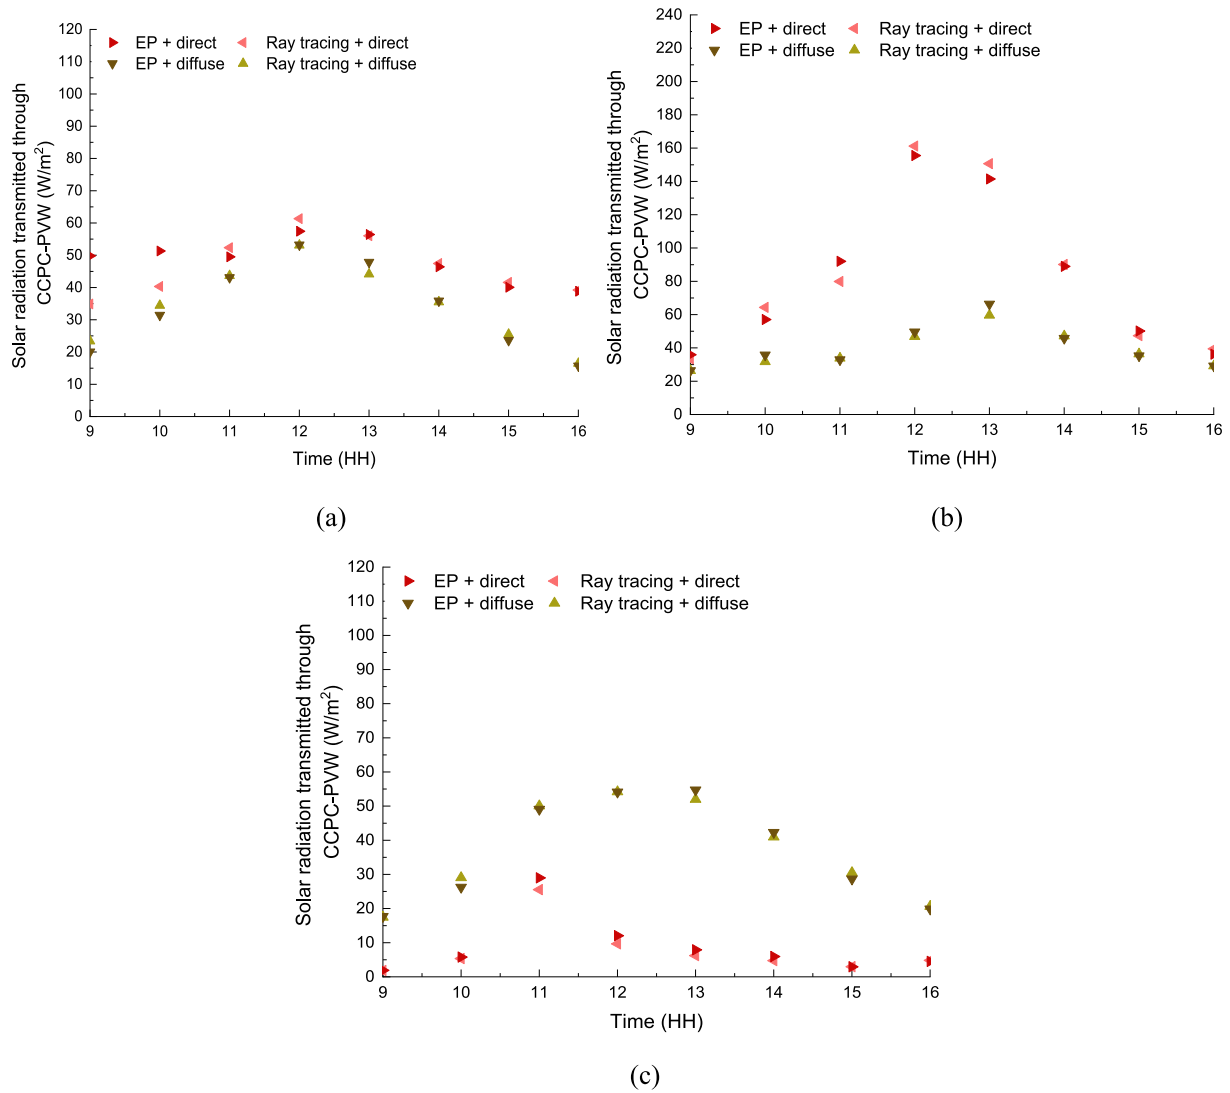 120
110
100
90
80
70
60
50
40
30
20
10
0
EP + direct
Ray tracing + direct
EP + diffuse
Ray tracing + diffuse
Solar radiation transmitted through
CCPC-PVW (W/m²)
9 10 11 12 13 14 15 16
Time (HH)
(a)
240
220
200
180
160
140
120
100
80
60
40
20
0
EP + direct
Ray tracing + direct
EP + diffuse
Ray tracing + diffuse
Solar radiation transmitted through
CCPC-PVW (W/m²)
9 10 11 12 13 14 15 16
Time (HH)
(b)
120
110
100
90
80
70
60
50
40
30
20
10
0
EP + direct
Ray tracing + direct
EP + diffuse
Ray tracing + diffuse
Solar radiation transmitted through
CCPC-PVW (W/m²)
9 10 11 12 13 14 15 16
Time (HH)
(c)